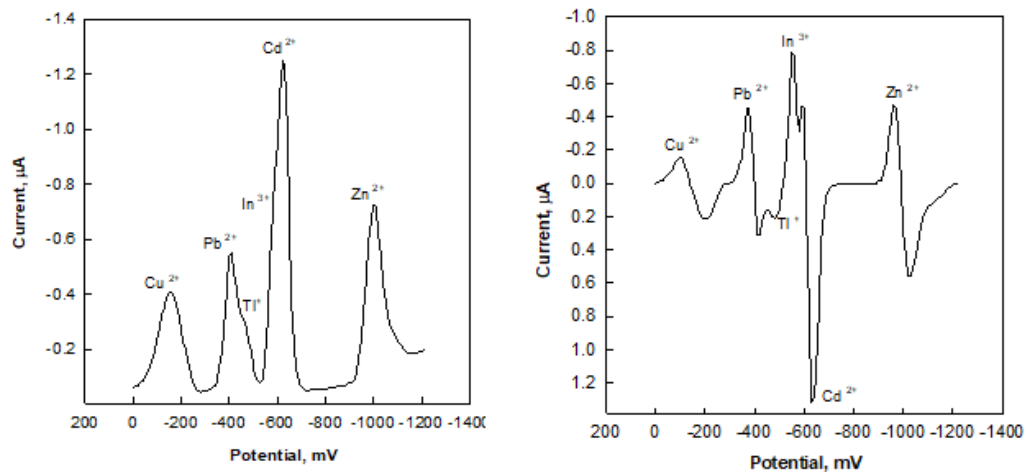 -1.4
-1.2
-1.0
-0.8
-0.6
-0.4
-0.2
Current, µA
Cu 2+
Pb 2+
Tl+
In 3+
Cd 2+
Zn 2+
200 0 -200 -400 -600 -800 -1000 -1200 -1400
Potential, mV
-1.0
-0.8
-0.6
-0.4
-0.2
0.0
0.2
0.4
0.6
0.8
1.0
1.2
Current, µA
Cu 2+
Pb 2+
Tl +
In 3+
Cd 2+
Zn 2+
200 0 -200 -400 -600 -800 -1000 -1200 -1400
Potential, mV